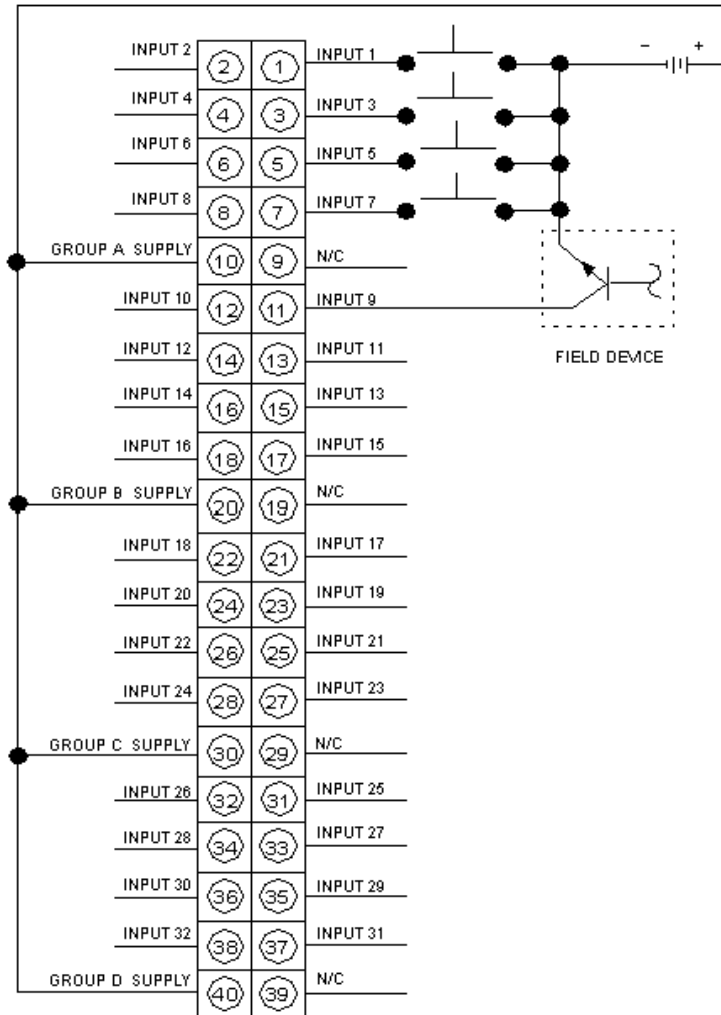 INPUT 2 2 1 INPUT 1 - +
INPUT 4 4 3 INPUT 3
INPUT 6 6 5 INPUT 5
INPUT 8 8 7 INPUT 7
GROUP A SUPPLY 10 9 N/C
INPUT 10 12 11 INPUT 9
FIELD DEVICE
INPUT 12 14 13 INPUT 11
INPUT 14 16 15 INPUT 13
INPUT 16 18 17 INPUT 15
GROUP B SUPPLY 20 19 N/C
INPUT 18 22 21 INPUT 17
INPUT 20 24 23 INPUT 19
INPUT 22 26 25 INPUT 21
INPUT 24 28 27 INPUT 23
GROUP C SUPPLY 30 29 N/C
INPUT 26 32 31 INPUT 25
INPUT 28 34 33 INPUT 27
INPUT 30 36 35 INPUT 29
INPUT 32 38 37 INPUT 31
GROUP D SUPPLY 40 39 N/C